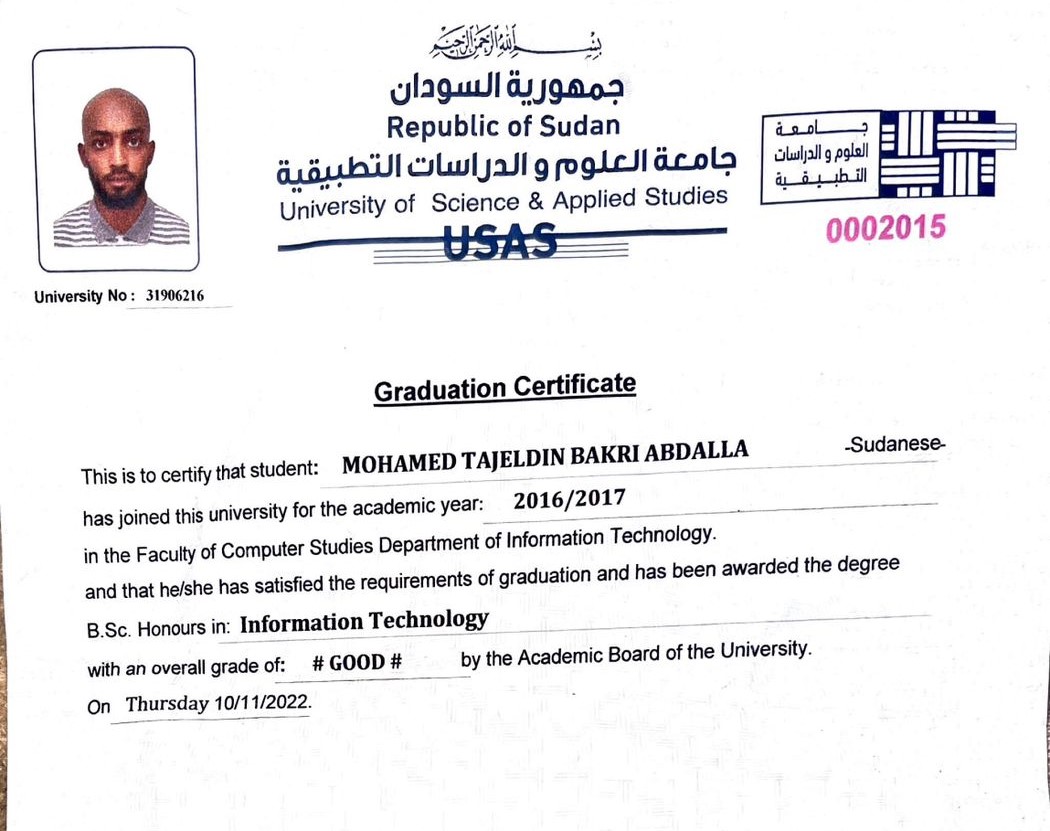 بسم الله الرحمن الرحيم
جمهورية السودان
Republic of Sudan
جامعة العلوم و الدراسات التطبيقية
University of Science & Applied Studies
USAS
جامعة
العلوم و الدراسات
التطبيقية
0002015
University No : 31906216
Graduation Certificate
This is to certify that student: MOHAMED TAJELDIN BAKRI ABDALLA -Sudanese-
has joined this university for the academic year: 2016/2017
in the Faculty of Computer Studies Department of Information Technology.
and that he/she has satisfied the requirements of graduation and has been awarded the degree
B.Sc. Honours in: Information Technology
with an overall grade of: # GOOD # by the Academic Board of the University.
On Thursday 10/11/2022.